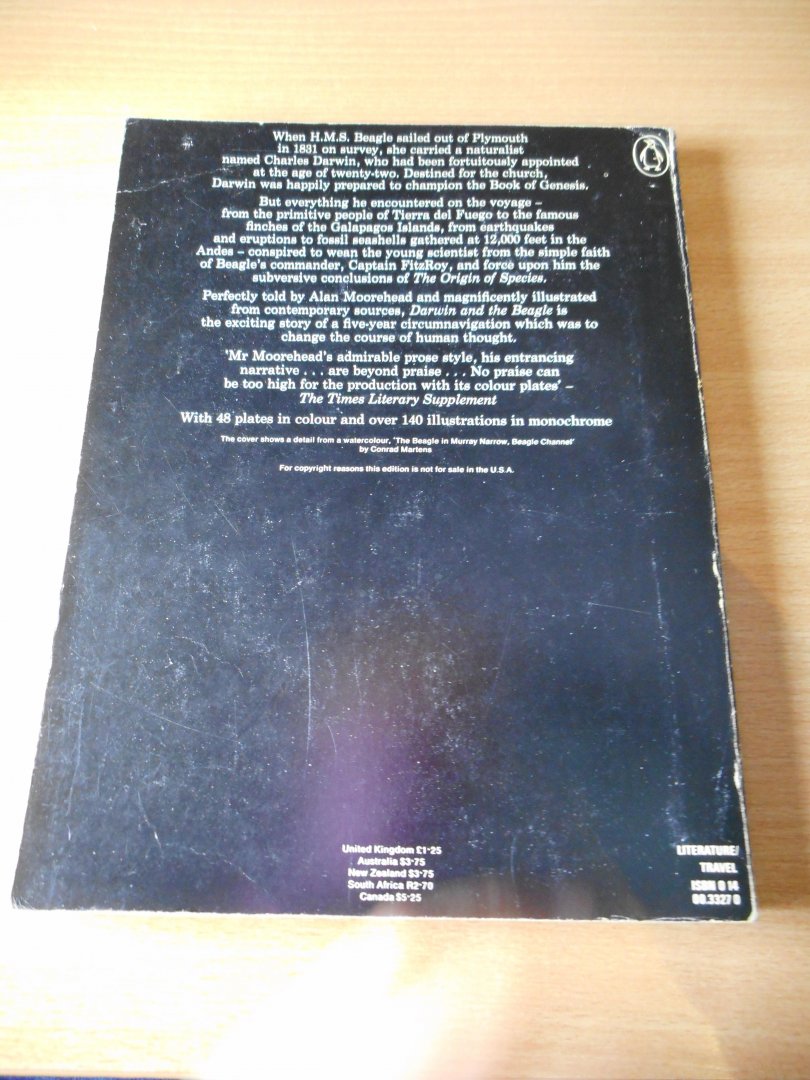 When H.M.S. Beagle sailed out of Plymouth
in 1831 on survey, she carried a naturalist
named Charles Darwin, who had been fortuitously appointed
at the age of twenty-two. Destined for the church,
Darwin was happily prepared to champion the Book of Genesis.
But everything he encountered on the voyage –
from the primitive people of Tierra del Fuego to the famous
finches of the Galapagos Islands, from earthquakes
and eruptions to fossil seashells gathered at 12,000 feet in the
Andes – conspired to wean the young scientist from the simple faith
of Beagle's commander, Captain FitzRoy, and force upon him the
subversive conclusions of The Origin of Species.
Perfectly told by Alan Moorehead and magnificently illustrated
from contemporary sources, Darwin and the Beagle is
the exciting story of a five-year circumnavigation which was to
change the course of human thought.
'Mr Moorehead's admirable prose style, his entrancing
narrative . . . are beyond praise . . . No praise can
be too high for the production with its colour plates' –
The Times Literary Supplement
With 48 plates in colour and over 140 illustrations in monochrome
The cover shows a detail from a watercolour, 'The Beagle in Murray Narrow, Beagle Channel'
by Conrad Martens
For copyright reasons this edition is not for sale in the U.S.A.
United Kingdom £1·25
Australia $3·75
New Zealand $3·75
South Africa R2·70
Canada $5·25
LITERATURE/
TRAVEL
ISBN 0 14
00.3327 0